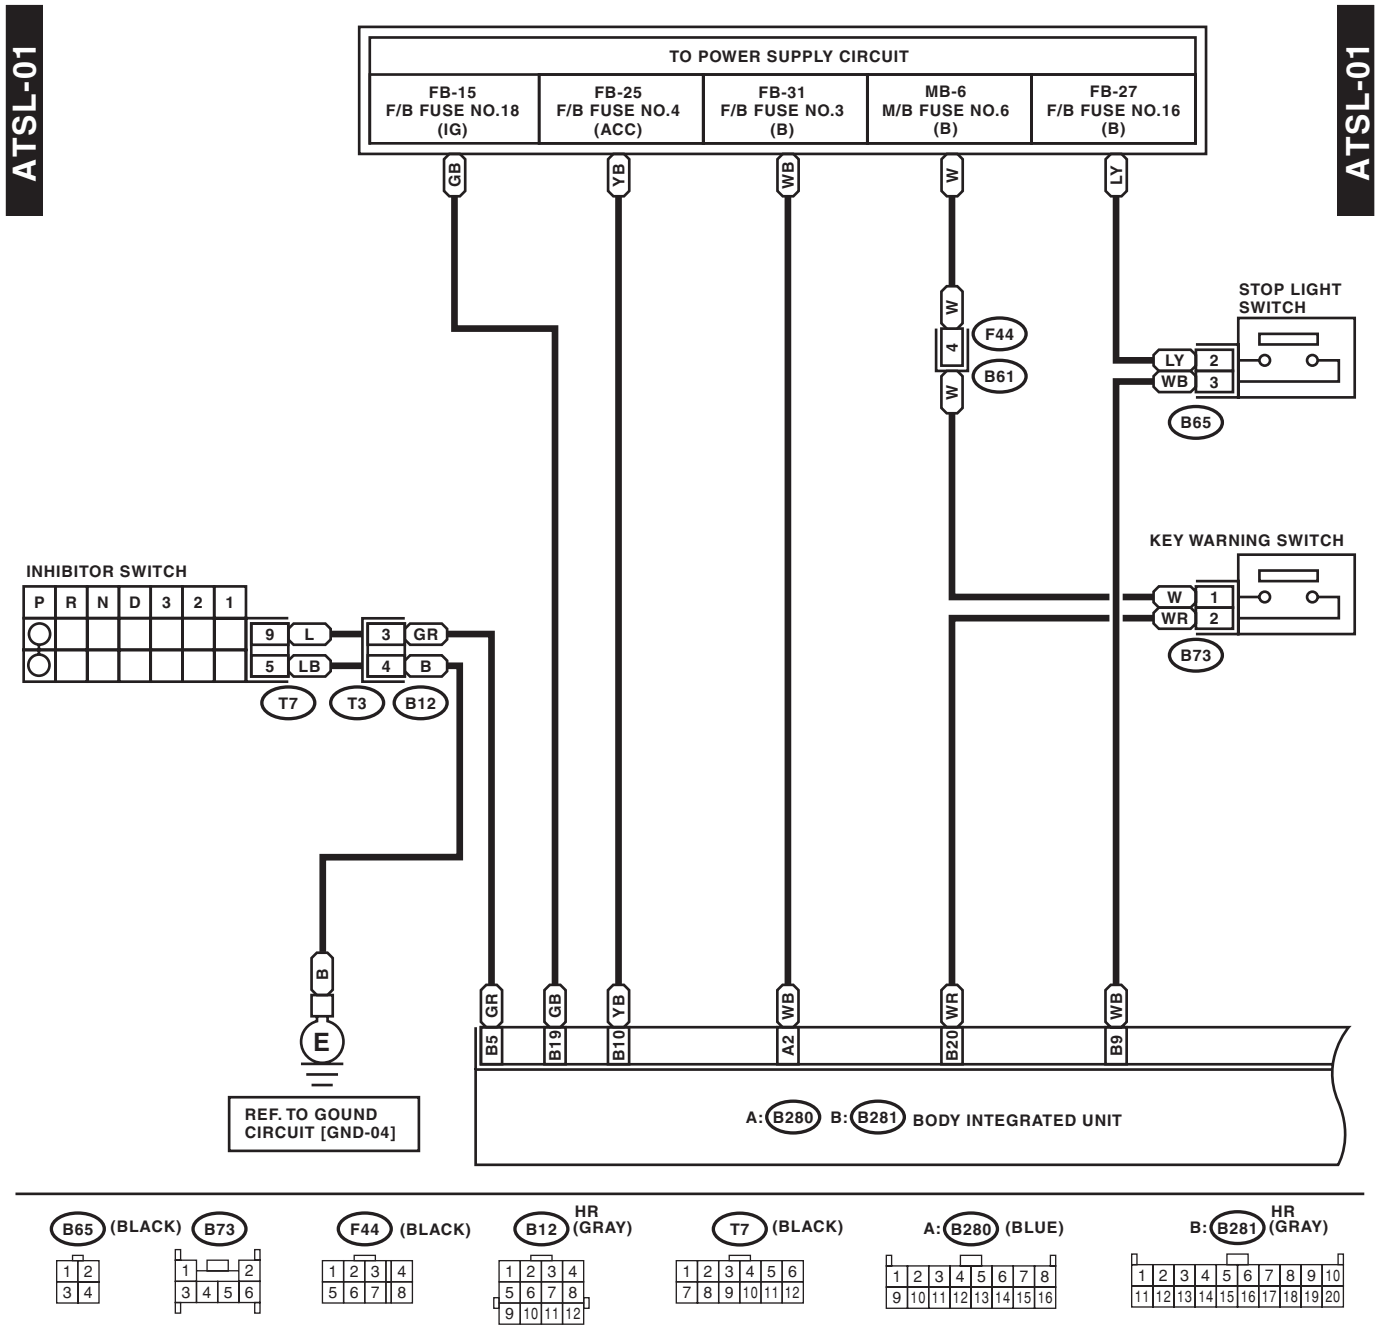 ATSL-01
ATSL-01
TO POWER SUPPLY CIRCUIT
FB-15
F/B FUSE NO.18
(IG)
FB-25
F/B FUSE NO.4
(ACC)
FB-31
F/B FUSE NO.3
(B)
MB-6
M/B FUSE NO.6
(B)
FB-27
F/B FUSE NO.16
(B)
GB
YB
WB
W
LY
W
4
W
F44
B61
STOP LIGHT
SWITCH
LY 2
WB 3
B65
KEY WARNING SWITCH
W 1
WR 2
B73
INHIBITOR SWITCH
P R N D 3 2 1
9 L 3 GR
5 LB 4 B
T7 T3 B12
B
E
REF. TO GOUND
CIRCUIT [GND-04]
GR GB YB WB WR WB
B5 B19 B10 A2 B20 B9
A: B280 B: B281 BODY INTEGRATED UNIT
B65 (BLACK)
1 2
3 4
B73
1 2
3 4 5 6
F44 (BLACK)
1 2 3 4
5 6 7 8
B12 HR
(GRAY)
1 2 3 4
5 6 7 8
9 10 11 12
T7 (BLACK)
1 2 3 4 5 6
7 8 9 10 11 12
A: B280 (BLUE)
1 2 3 4 5 6 7 8
9 10 11 12 13 14 15 16
B: B281 HR
(GRAY)
1 2 3 4 5 6 7 8 9 10
11 12 13 14 15 16 17 18 19 20